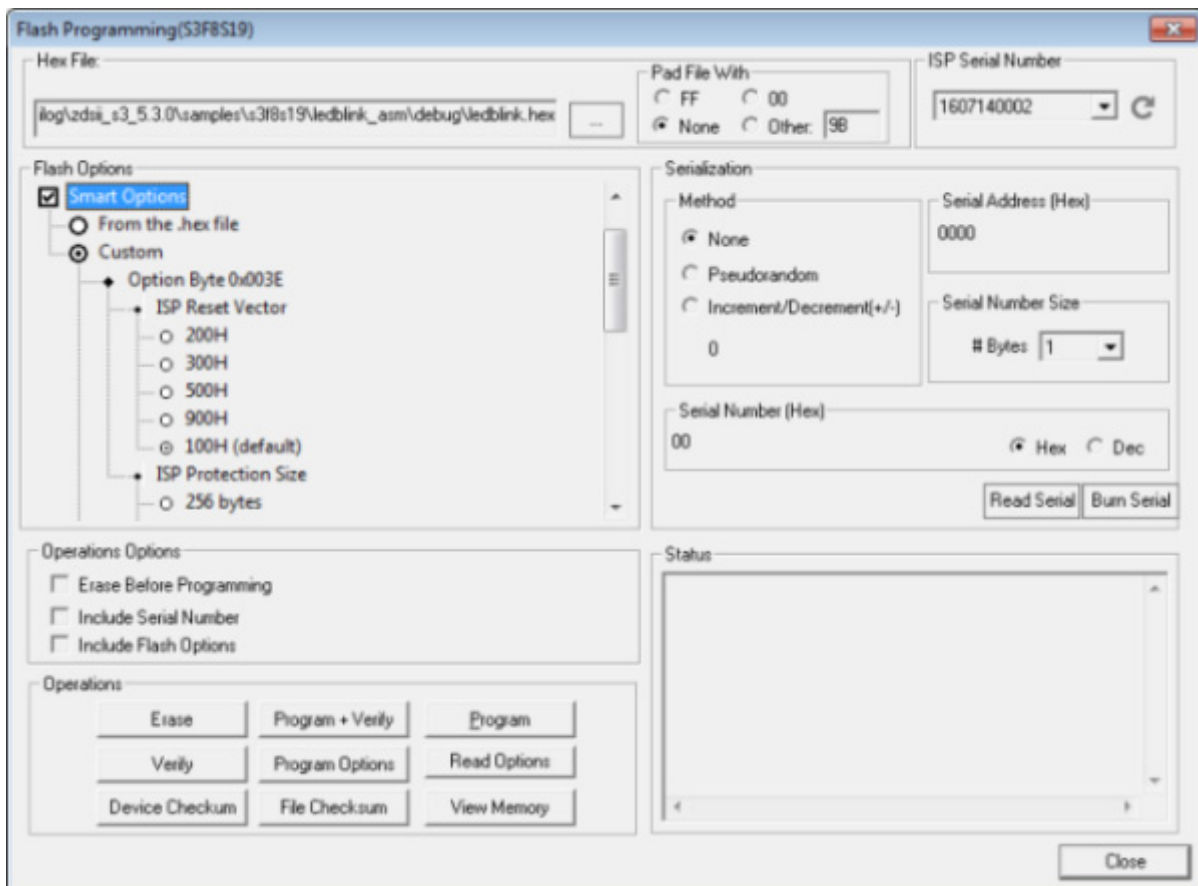 Flash Programming(S3F8S19)
Hex File:
ilog\zdsii_s3_5.3.0\samples\s3f8s19\ledblink_asm\debug\ledblink.hex
...
Pad File With
FF 00
None Other: 9B
ISP Serial Number
1607140002
Flash Options
Smart Options
From the .hex file
Custom
Option Byte 0x003E
ISP Reset Vector
200H
300H
500H
900H
100H (default)
ISP Protection Size
256 bytes
Serialization
Method
None
Pseudorandom
Increment/Decrement(+/-)
0
Serial Address (Hex)
0000
Serial Number Size
# Bytes 1
Serial Number (Hex)
00 Hex Dec
Read Serial Burn Serial
Operations Options
Erase Before Programming
Include Serial Number
Include Flash Options
Operations
Erase Program + Verify Program
Verify Program Options Read Options
Device Checkum File Checksum View Memory
Status
Close